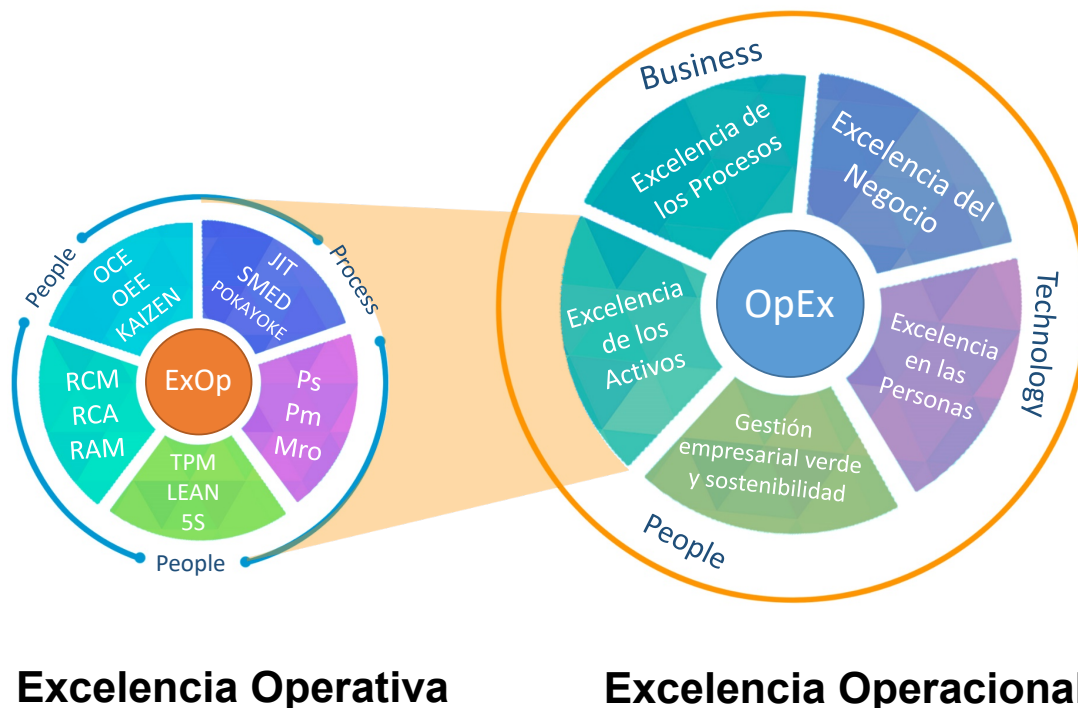 People
Process
OCE
OEE
KAIZEN
JIT
SMED
POKAYOKE
RCM
RCA
RAM
ExOp
Ps
Pm
Mro
TPM
LEAN
5S
People
Business
Excelencia de
los Procesos
Excelencia del
Negocio
Excelencia
de los
Activos
OpEx
Excelencia
en las
Personas
Technology
Gestión
empresarial verde
y sostenibilidad
People
Excelencia Operativa
Excelencia Operacional